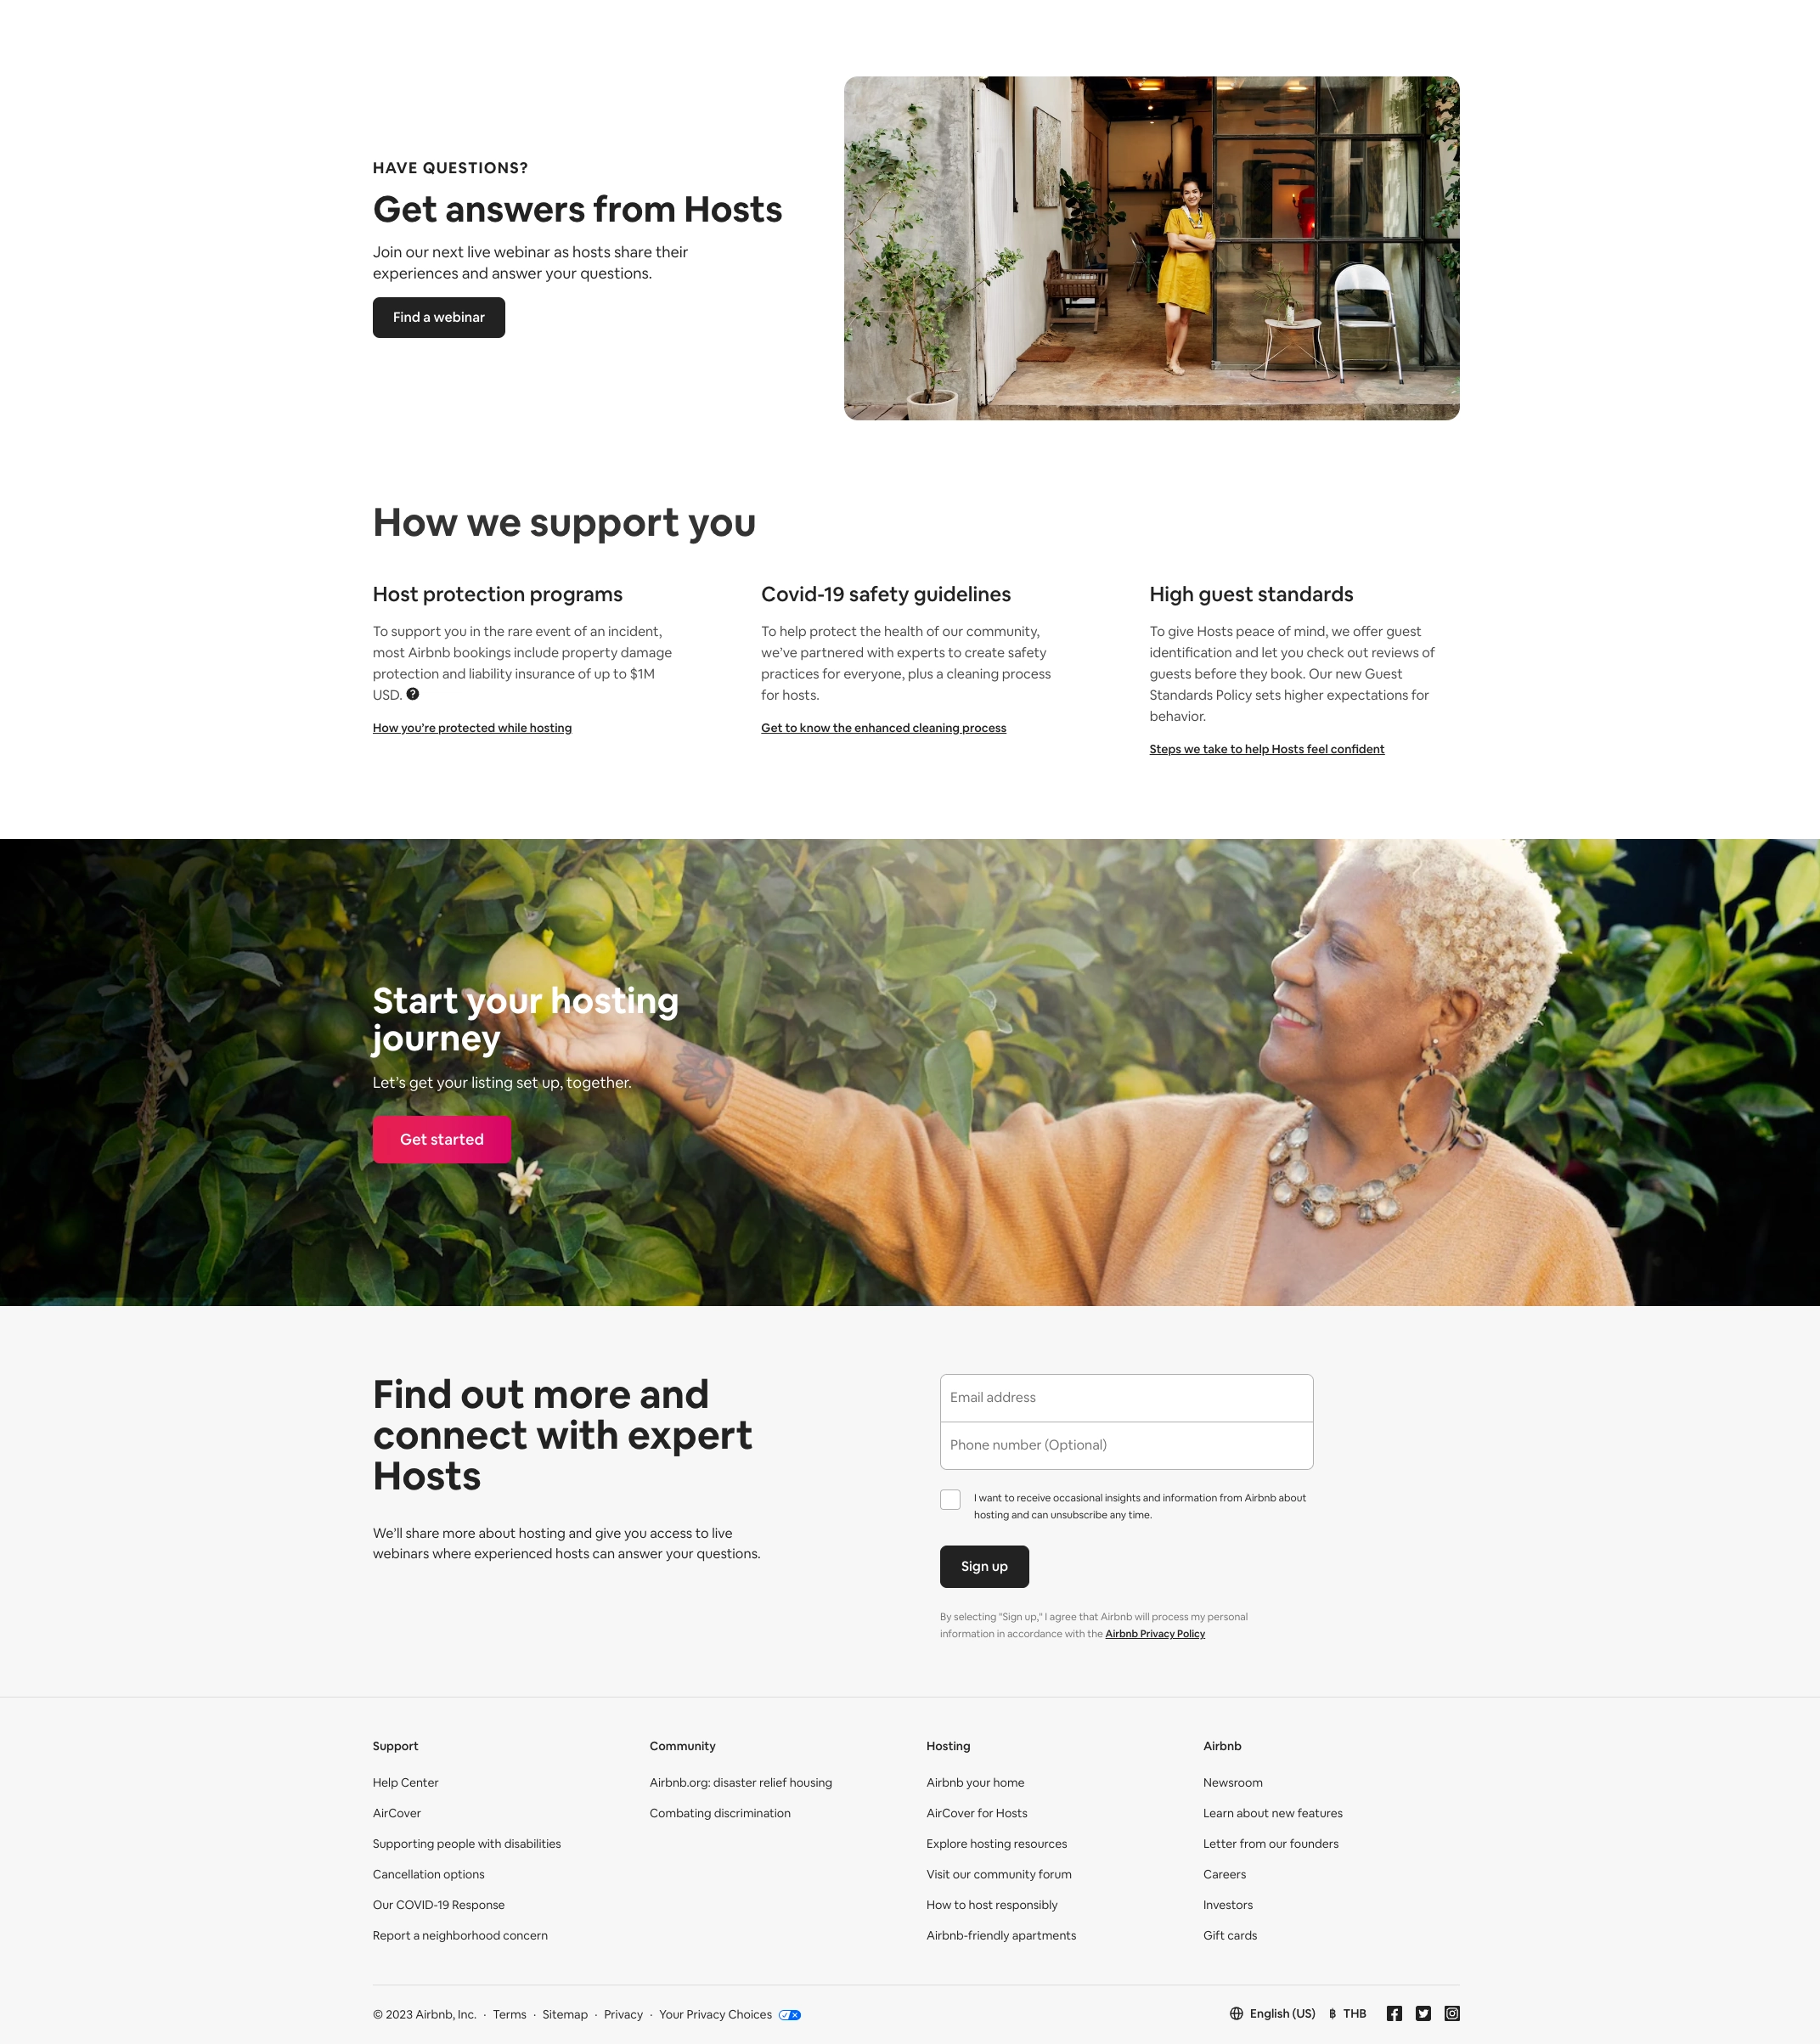 HAVE QUESTIONS?
Get answers from Hosts
Join our next live webinar as hosts share their
experiences and answer your questions.
Find a webinar
How we support you
Host protection programs
To support you in the rare event of an incident,
most Airbnb bookings include property damage
protection and liability insurance of up to $1M
USD.
How you’re protected while hosting
Covid-19 safety guidelines
To help protect the health of our community,
we’ve partnered with experts to create safety
practices for everyone, plus a cleaning process
for hosts.
Get to know the enhanced cleaning process
High guest standards
To give Hosts peace of mind, we offer guest
identification and let you check out reviews of
guests before they book. Our new Guest
Standards Policy sets higher expectations for
behavior.
Steps we take to help Hosts feel confident
Start your hosting
journey
Let’s get your listing set up, together.
Get started
Find out more and
connect with expert
Hosts
We’ll share more about hosting and give you access to live
webinars where experienced hosts can answer your questions.
Email address
Phone number (Optional)
I want to receive occasional insights and information from Airbnb about
hosting and can unsubscribe any time.
Sign up
By selecting "Sign up," I agree that Airbnb will process my personal
information in accordance with the Airbnb Privacy Policy
Support
Help Center
AirCover
Supporting people with disabilities
Cancellation options
Our COVID-19 Response
Report a neighborhood concern
Community
Airbnb.org: disaster relief housing
Combating discrimination
Hosting
Airbnb your home
AirCover for Hosts
Explore hosting resources
Visit our community forum
How to host responsibly
Airbnb-friendly apartments
Airbnb
Newsroom
Learn about new features
Letter from our founders
Careers
Investors
Gift cards
© 2023 Airbnb, Inc. · Terms · Sitemap · Privacy · Your Privacy Choices
English (US) ฿ THB